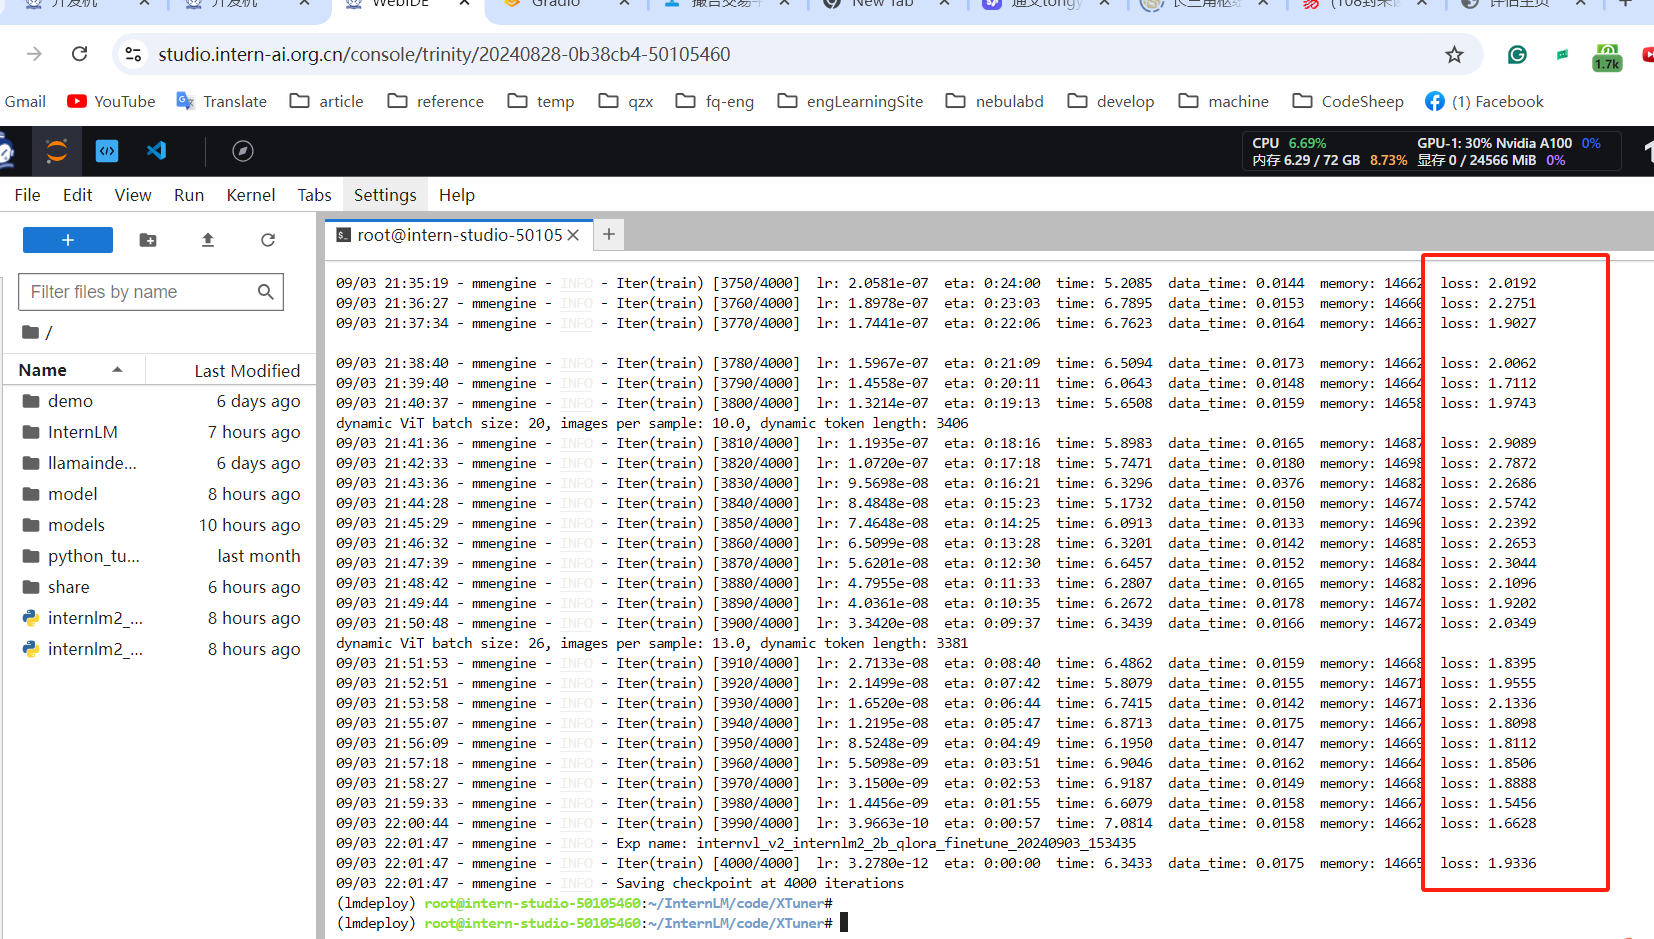 开发机 开发机 WebIDE Gradio 撮合交易平 New Tab 通义tongy 长三角枢纽 (108封未读 评估主页
studio.intern-ai.org.cn/console/trinity/20240828-0b38cb4-50105460
1.7k
Gmail YouTube Translate article reference temp qzx fq-eng engLearningSite nebulabd develop machine CodeSheep (1) Facebook
CPU 6.69% GPU-1: 30% Nvidia A100 0%
内存 6.29 / 72 GB 8.73% 显存 0 / 24566 MiB 0%
File Edit View Run Kernel Tabs Settings Help
root@intern-studio-50105
Filter files by name
/
Name Last Modified
demo 6 days ago
InternLM 7 hours ago
llamainde... 6 days ago
model 8 hours ago
models 10 hours ago
python_tu... last month
share 6 hours ago
internlm2_... 8 hours ago
internlm2_... 8 hours ago
09/03 21:35:19 - mmengine - INFO - Iter(train) [3750/4000] lr: 2.0581e-07 eta: 0:24:00 time: 5.2085 data_time: 0.0144 memory: 14662 loss: 2.0192
09/03 21:36:27 - mmengine - INFO - Iter(train) [3760/4000] lr: 1.8978e-07 eta: 0:23:03 time: 6.7895 data_time: 0.0153 memory: 14660 loss: 2.2751
09/03 21:37:34 - mmengine - INFO - Iter(train) [3770/4000] lr: 1.7441e-07 eta: 0:22:06 time: 6.7623 data_time: 0.0164 memory: 14663 loss: 1.9027
09/03 21:38:40 - mmengine - INFO - Iter(train) [3780/4000] lr: 1.5967e-07 eta: 0:21:09 time: 6.5094 data_time: 0.0173 memory: 14662 loss: 2.0062
09/03 21:39:40 - mmengine - INFO - Iter(train) [3790/4000] lr: 1.4558e-07 eta: 0:20:11 time: 6.0643 data_time: 0.0148 memory: 14664 loss: 1.7112
09/03 21:40:37 - mmengine - INFO - Iter(train) [3800/4000] lr: 1.3214e-07 eta: 0:19:13 time: 5.6508 data_time: 0.0159 memory: 14658 loss: 1.9743
dynamic ViT batch size: 20, images per sample: 10.0, dynamic token length: 3406
09/03 21:41:36 - mmengine - INFO - Iter(train) [3810/4000] lr: 1.1935e-07 eta: 0:18:16 time: 5.8983 data_time: 0.0165 memory: 14687 loss: 2.9089
09/03 21:42:33 - mmengine - INFO - Iter(train) [3820/4000] lr: 1.0720e-07 eta: 0:17:18 time: 5.7471 data_time: 0.0180 memory: 14698 loss: 2.7872
09/03 21:43:36 - mmengine - INFO - Iter(train) [3830/4000] lr: 9.5698e-08 eta: 0:16:21 time: 6.3296 data_time: 0.0376 memory: 14682 loss: 2.2686
09/03 21:44:28 - mmengine - INFO - Iter(train) [3840/4000] lr: 8.4848e-08 eta: 0:15:23 time: 5.1732 data_time: 0.0150 memory: 14674 loss: 2.5742
09/03 21:45:29 - mmengine - INFO - Iter(train) [3850/4000] lr: 7.4648e-08 eta: 0:14:25 time: 6.0913 data_time: 0.0133 memory: 14690 loss: 2.2392
09/03 21:46:32 - mmengine - INFO - Iter(train) [3860/4000] lr: 6.5099e-08 eta: 0:13:28 time: 6.3201 data_time: 0.0142 memory: 14685 loss: 2.2653
09/03 21:47:39 - mmengine - INFO - Iter(train) [3870/4000] lr: 5.6201e-08 eta: 0:12:30 time: 6.6457 data_time: 0.0152 memory: 14684 loss: 2.3044
09/03 21:48:42 - mmengine - INFO - Iter(train) [3880/4000] lr: 4.7955e-08 eta: 0:11:33 time: 6.2807 data_time: 0.0165 memory: 14682 loss: 2.1096
09/03 21:49:44 - mmengine - INFO - Iter(train) [3890/4000] lr: 4.0361e-08 eta: 0:10:35 time: 6.2672 data_time: 0.0178 memory: 14674 loss: 1.9202
09/03 21:50:48 - mmengine - INFO - Iter(train) [3900/4000] lr: 3.3420e-08 eta: 0:09:37 time: 6.3439 data_time: 0.0166 memory: 14672 loss: 2.0349
dynamic ViT batch size: 26, images per sample: 13.0, dynamic token length: 3381
09/03 21:51:53 - mmengine - INFO - Iter(train) [3910/4000] lr: 2.7133e-08 eta: 0:08:40 time: 6.4862 data_time: 0.0159 memory: 14668 loss: 1.8395
09/03 21:52:51 - mmengine - INFO - Iter(train) [3920/4000] lr: 2.1499e-08 eta: 0:07:42 time: 5.8079 data_time: 0.0155 memory: 14671 loss: 1.9555
09/03 21:53:58 - mmengine - INFO - Iter(train) [3930/4000] lr: 1.6520e-08 eta: 0:06:44 time: 6.7415 data_time: 0.0142 memory: 14671 loss: 2.1336
09/03 21:55:07 - mmengine - INFO - Iter(train) [3940/4000] lr: 1.2195e-08 eta: 0:05:47 time: 6.8713 data_time: 0.0175 memory: 14667 loss: 1.8098
09/03 21:56:09 - mmengine - INFO - Iter(train) [3950/4000] lr: 8.5248e-09 eta: 0:04:49 time: 6.1950 data_time: 0.0147 memory: 14669 loss: 1.8112
09/03 21:57:18 - mmengine - INFO - Iter(train) [3960/4000] lr: 5.5098e-09 eta: 0:03:51 time: 6.9046 data_time: 0.0162 memory: 14664 loss: 1.8506
09/03 21:58:27 - mmengine - INFO - Iter(train) [3970/4000] lr: 3.1500e-09 eta: 0:02:53 time: 6.9187 data_time: 0.0149 memory: 14668 loss: 1.8888
09/03 21:59:33 - mmengine - INFO - Iter(train) [3980/4000] lr: 1.4456e-09 eta: 0:01:55 time: 6.6079 data_time: 0.0158 memory: 14667 loss: 1.5456
09/03 22:00:44 - mmengine - INFO - Iter(train) [3990/4000] lr: 3.9663e-10 eta: 0:00:57 time: 7.0814 data_time: 0.0158 memory: 14662 loss: 1.6628
09/03 22:01:47 - mmengine - INFO - Exp name: internvl_v2_internlm2_2b_qlora_finetune_20240903_153435
09/03 22:01:47 - mmengine - INFO - Iter(train) [4000/4000] lr: 3.2780e-12 eta: 0:00:00 time: 6.3433 data_time: 0.0175 memory: 14665 loss: 1.9336
09/03 22:01:47 - mmengine - INFO - Saving checkpoint at 4000 iterations
(lmdeploy) root@intern-studio-50105460:~/InternLM/code/XTuner#
(lmdeploy) root@intern-studio-50105460:~/InternLM/code/XTuner#